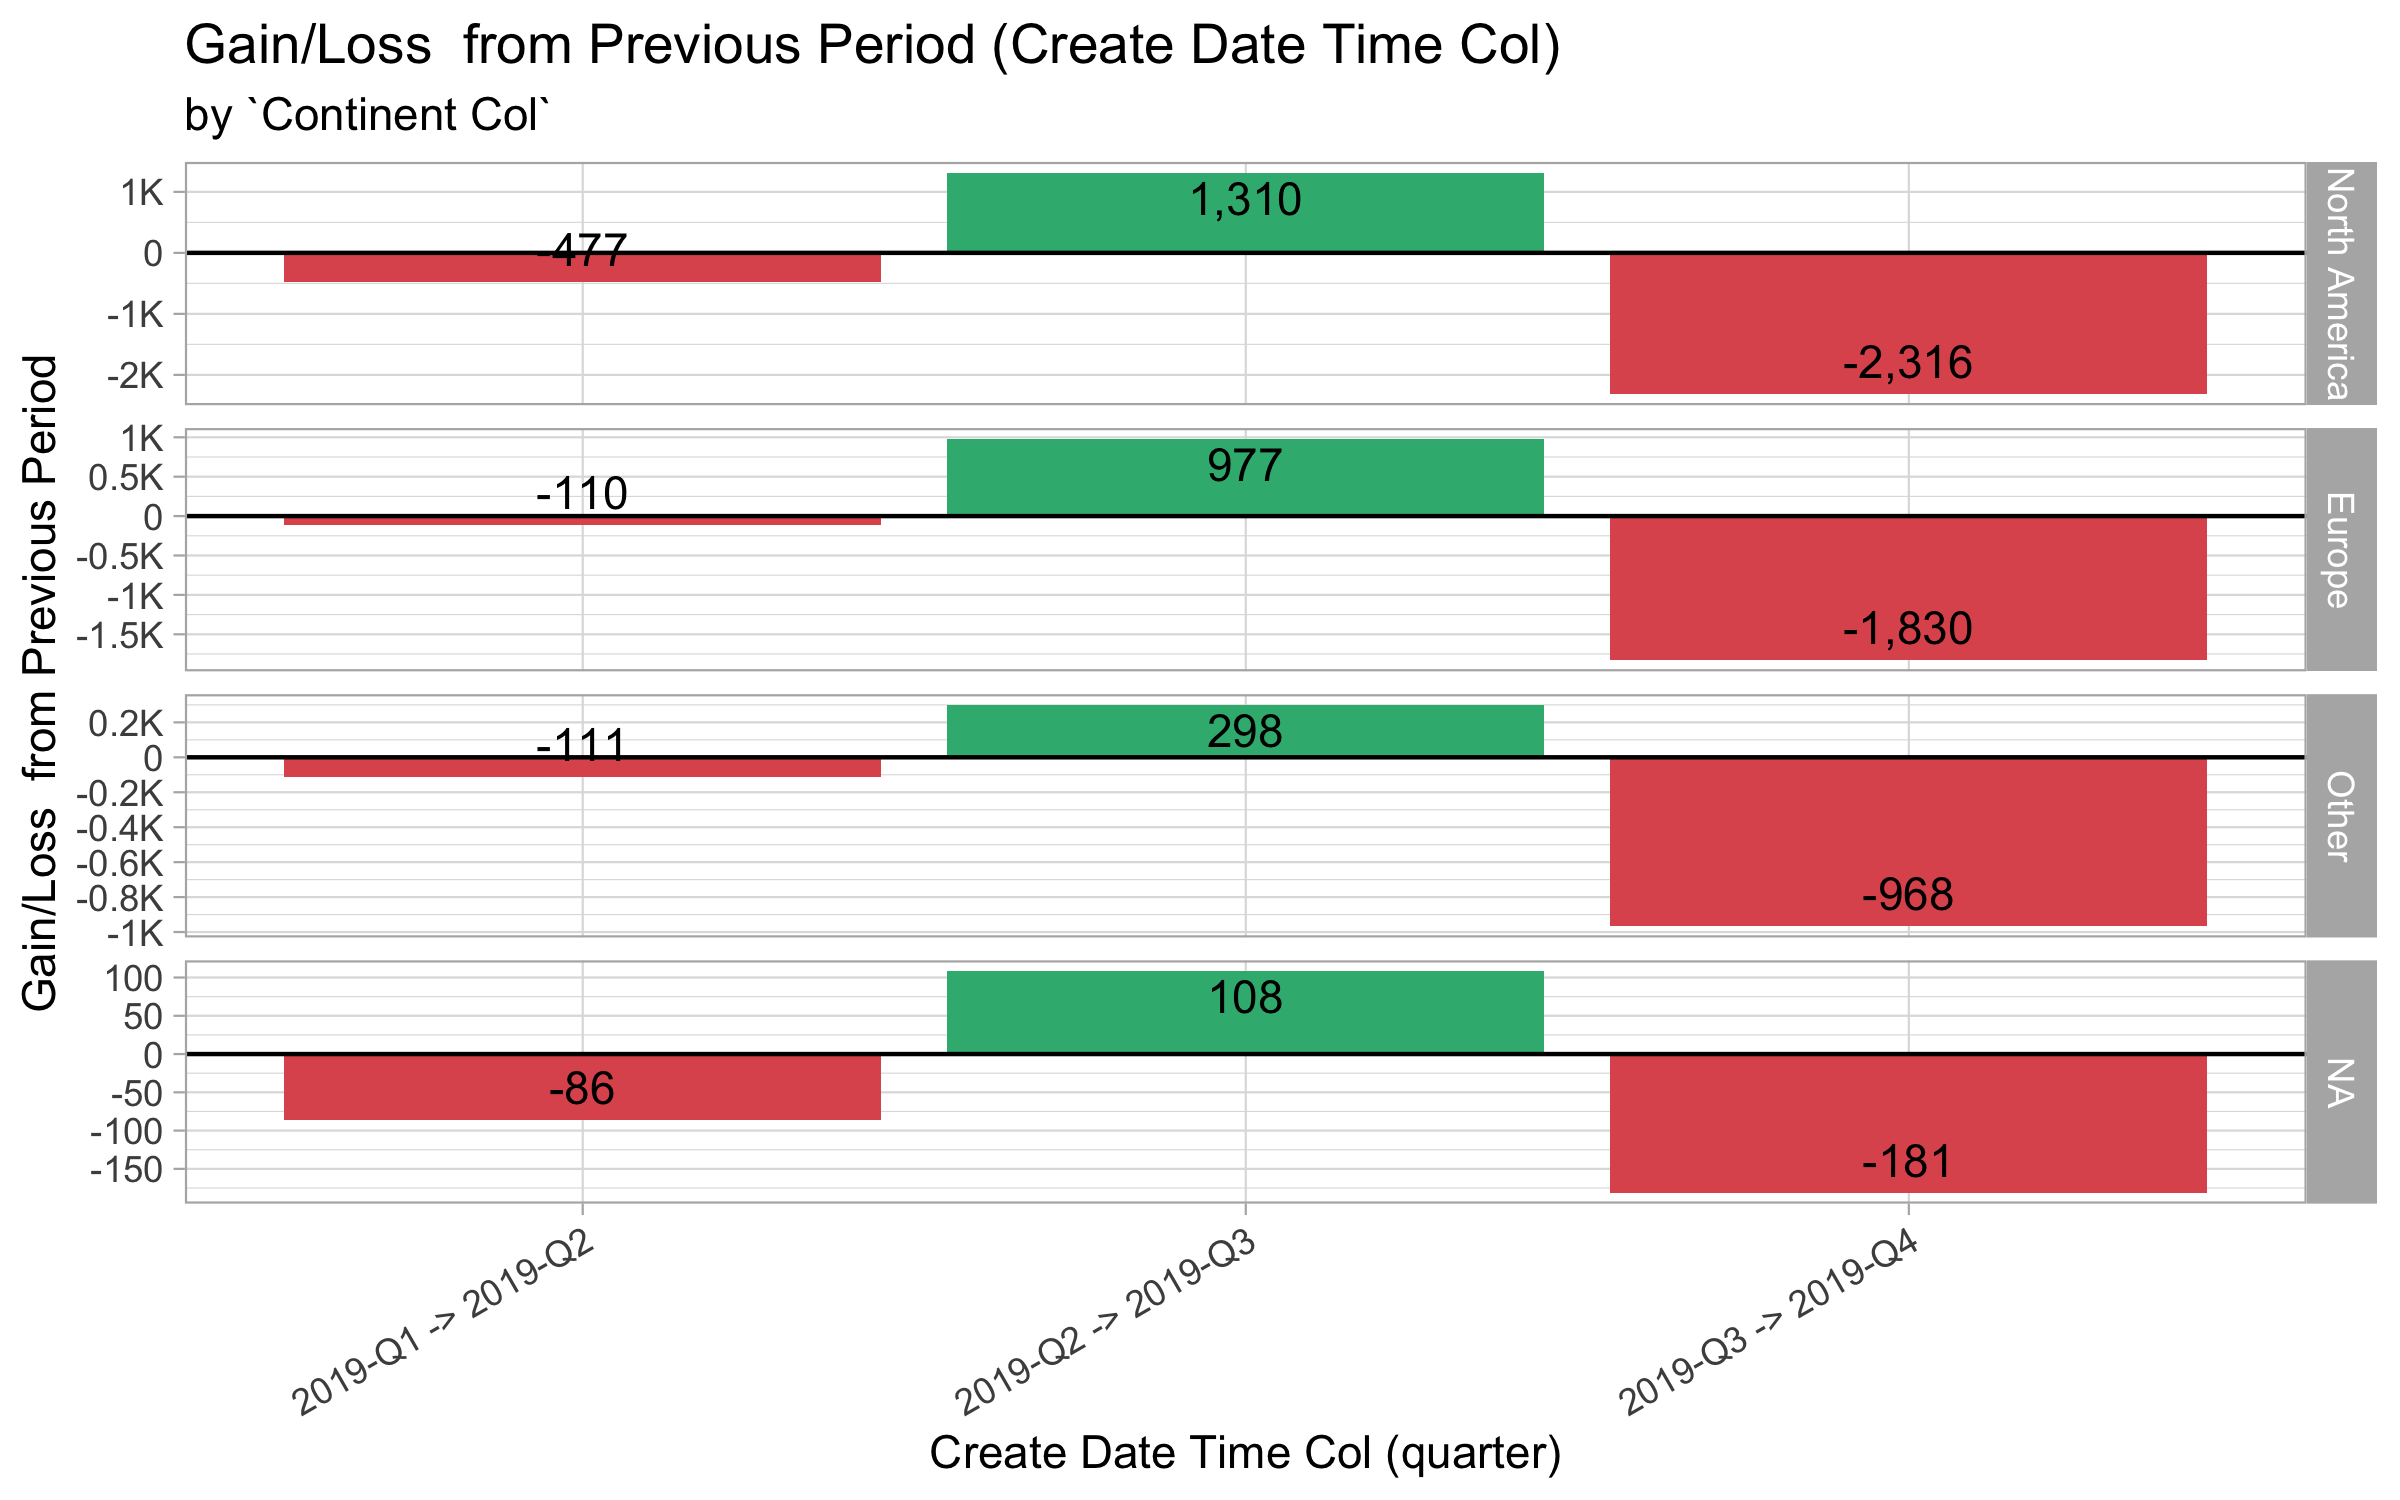 Gain/Loss  from Previous Period (Create Date Time Col)
by `Continent Col`
Gain/Loss  from Previous Period
1K
0
-1K
-2K
-477
1,310
-2,316
North America
1K
0.5K
0
-0.5K
-1K
-1.5K
-110
977
-1,830
Europe
0.2K
0
-0.2K
-0.4K
-0.6K
-0.8K
-1K
-111
298
-968
Other
100
50
0
-50
-100
-150
-86
108
-181
NA
2019-Q1 -> 2019-Q2
2019-Q2 -> 2019-Q3
2019-Q3 -> 2019-Q4
Create Date Time Col (quarter)